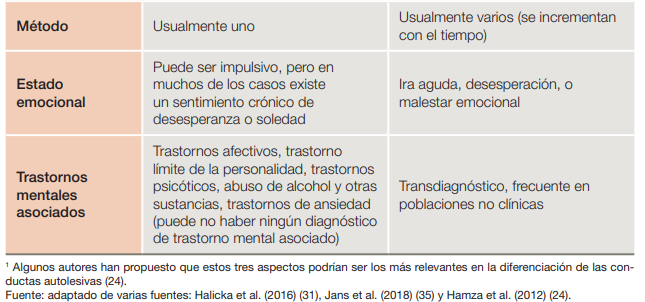 Método
Usualmente uno
Usualmente varios (se incrementan
con el tiempo)
Estado
emocional
Puede ser impulsivo, pero en
muchos de los casos existe
un sentimiento crónico de
desesperanza o soledad
Ira aguda, desesperación, o
malestar emocional
Trastornos
mentales
asociados
Trastornos afectivos, trastorno
límite de la personalidad, trastornos
psicóticos, abuso de alcohol y otras
sustancias, trastornos de ansiedad
(puede no haber ningún diagnóstico
de trastorno mental asociado)
Transdiagnóstico, frecuente en
poblaciones no clínicas
¹ Algunos autores han propuesto que estos tres aspectos podrían ser los más relevantes en la diferenciación de las con-
ductas autolesivas (24).
Fuente: adaptado de varias fuentes: Halicka et al. (2016) (31), Jans et al. (2018) (35) y Hamza et al. (2012) (24).